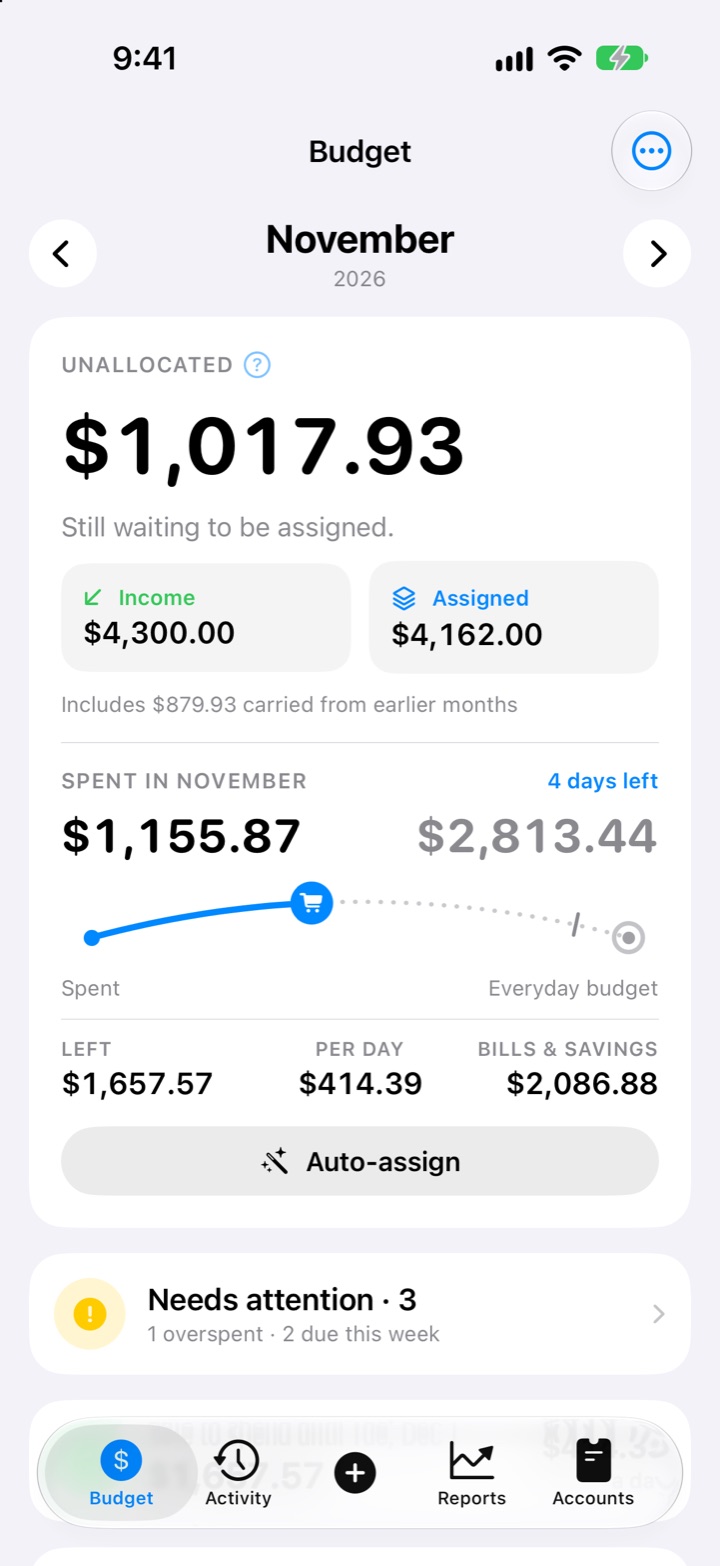 9:41
Budget
November
2026
UNALLOCATED ?
$1,017.93
Still waiting to be assigned.
Income
$4,300.00
Assigned
$4,162.00
Includes $879.93 carried from earlier months
SPENT IN NOVEMBER
4 days left
$1,155.87
$2,813.44
Spent
Everyday budget
LEFT
$1,657.57
PER DAY
$414.39
BILLS & SAVINGS
$2,086.88
Auto-assign
Needs attention · 3
1 overspent · 2 due this week
Budget
Activity
Reports
Accounts